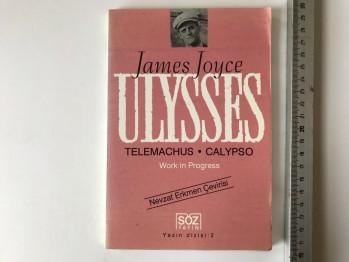 James Joyce
ULYSSES
TELEMACHUS • CALYPSO
Work in Progress
Nevzat Erkmen Çevirisi
SÖZ
YAYIN
Yazın dizisi:2